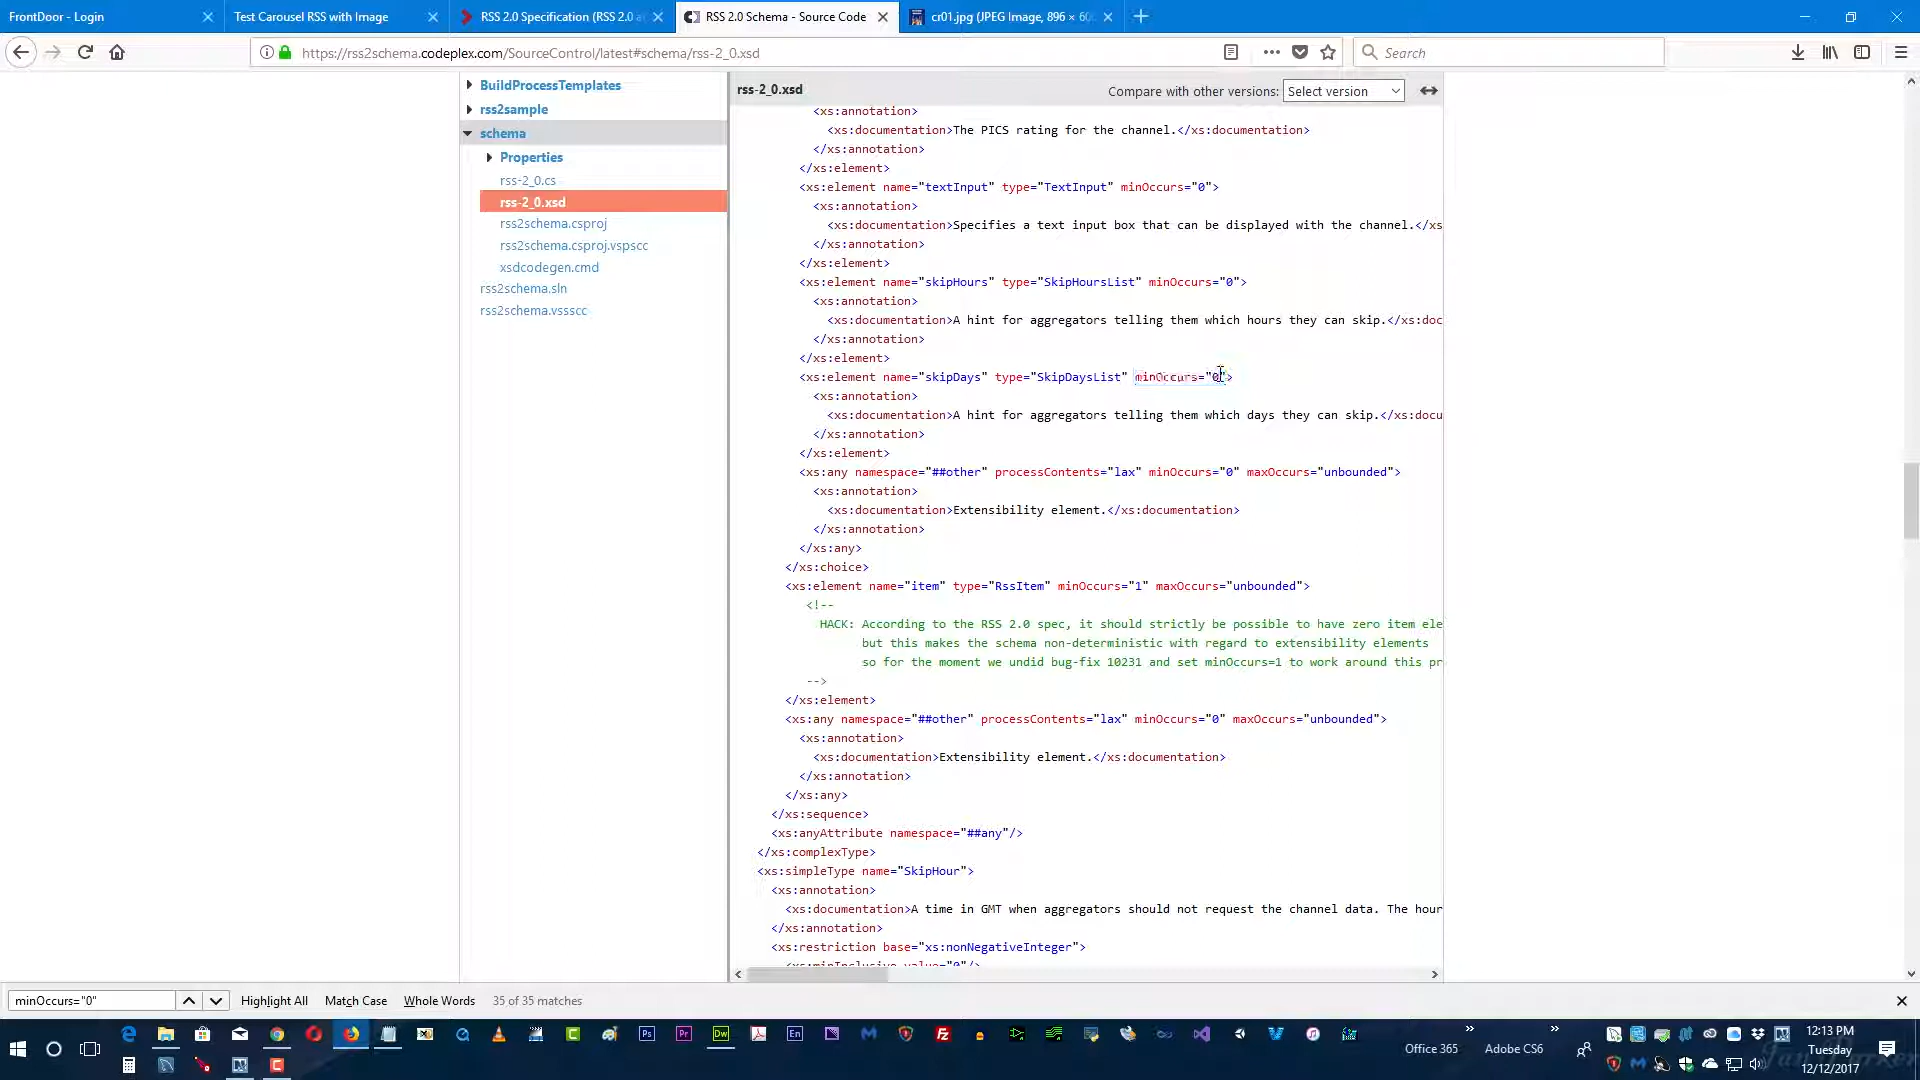 FrontDoor - Login
Test Carousel RSS with Image
RSS 2.0 Specification (RSS 2.0 a
RSS 2.0 Schema - Source Code
cr01.jpg (JPEG Image, 896 × 60
https://rss2schema.codeplex.com/SourceControl/latest#schema/rss-2_0.xsd
Search
BuildProcessTemplates
rss2sample
schema
Properties
rss-2_0.cs
rss-2_0.xsd
rss2schema.csproj
rss2schema.csproj.vspscc
xsdcodegen.cmd
rss2schema.sln
rss2schema.vssscc
rss-2_0.xsd
Compare with other versions: Select version
<xs:annotation>
<xs:documentation>The PICS rating for the channel.</xs:documentation>
</xs:annotation>
</xs:element>
<xs:element name="textInput" type="TextInput" minOccurs="0">
<xs:annotation>
<xs:documentation>Specifies a text input box that can be displayed with the channel.</xs
</xs:annotation>
</xs:element>
<xs:element name="skipHours" type="SkipHoursList" minOccurs="0">
<xs:annotation>
<xs:documentation>A hint for aggregators telling them which hours they can skip.</xs:doc
</xs:annotation>
</xs:element>
<xs:element name="skipDays" type="SkipDaysList" minOccurs="0">
<xs:annotation>
<xs:documentation>A hint for aggregators telling them which days they can skip.</xs:docu
</xs:annotation>
</xs:element>
<xs:any namespace="##other" processContents="lax" minOccurs="0" maxOccurs="unbounded">
<xs:annotation>
<xs:documentation>Extensibility element.</xs:documentation>
</xs:annotation>
</xs:any>
</xs:choice>
<xs:element name="item" type="RssItem" minOccurs="1" maxOccurs="unbounded">
<!--
HACK: According to the RSS 2.0 spec, it should strictly be possible to have zero item ele
but this makes the schema non-deterministic with regard to extensibility elements
so for the moment we undid bug-fix 10231 and set minOccurs=1 to work around this pr
-->
</xs:element>
<xs:any namespace="##other" processContents="lax" minOccurs="0" maxOccurs="unbounded">
<xs:annotation>
<xs:documentation>Extensibility element.</xs:documentation>
</xs:annotation>
</xs:any>
</xs:sequence>
<xs:anyAttribute namespace="##any"/>
</xs:complexType>
<xs:simpleType name="SkipHour">
<xs:annotation>
<xs:documentation>A time in GMT when aggregators should not request the channel data. The hour
</xs:annotation>
<xs:restriction base="xs:nonNegativeInteger">
<xs:minInclusive value="0"/>
minOccurs="0"
Highlight All
Match Case
Whole Words
35 of 35 matches
Office 365
Adobe CS6
12:13 PM
Tuesday
12/12/2017